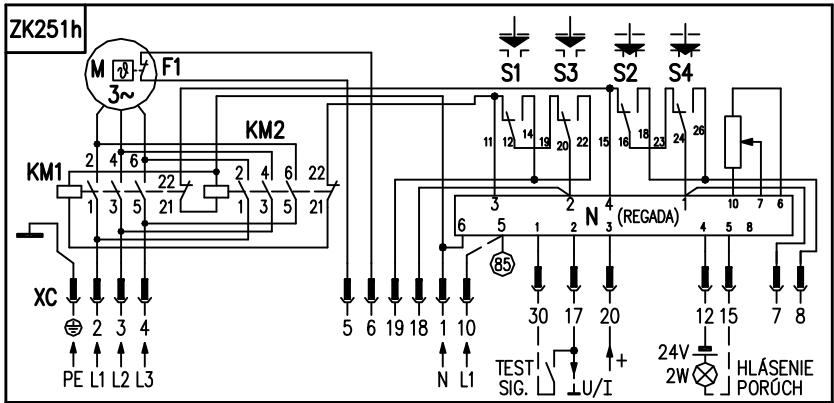 ZK251h
M ϑ F1
3~
S1 S3 S2 S4
KM2
KM1
2 4 6 22 2 4 6 22
1 3 5 21 1 3 5 21
11 12 14 19 20 22 15 16 18 23 24 26
3 2 4 1 10 7 6
N (REGADA)
6 5 1 2 3 4 5 8
85
XC
2 3 4 5 6 19 18 1 10 30 17 20 12 15 7 8
PE L1 L2 L3 N L1
TEST
SIG.
U/I
+
24V
2W
HLÁSENIE
PORÚCH